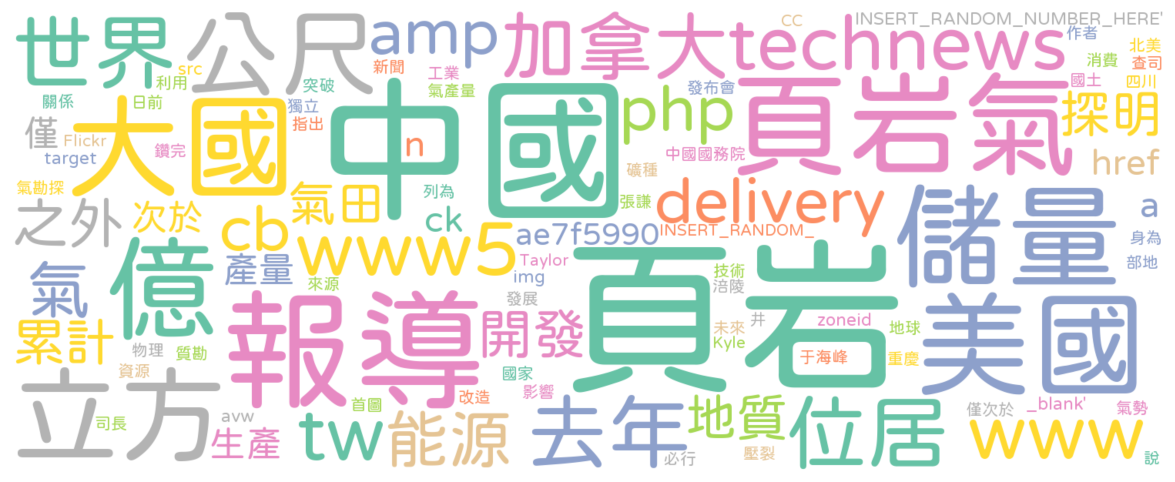 世界
公尺
amp
加拿大
technews
CC
INSERT_RANDOM_NUMBER_HERE'
作者
北美
查司
消費
國土
四川
src
利用
新聞
工業
氣產量
突破
關係
日前
獨立
指出
發布會
大國
中國
n
php
頁岩氣
探明
僅
Flickr
target
鑽完
氣勘探
中國國務院
礦種
href
列為
張謙
delivery
儲量
a
之外
次於
氣田
cb
ck
ae7f5990
INSERT_RANDOM_
身為
部地
億
產量
www5
Taylor
img
技術
涪陵
氣
來源
發展
頁岩
美國
累計
報導
開發
井
zoneid
未來
Kyle
地球
物理
質勘
資源
國家
于海峰
重慶
影響
立方
司長
avw
生產
首圖
改造
tw
能源
去年
地質
位居
僅次於
_blank'
氣勢
www
必行
壓裂
說